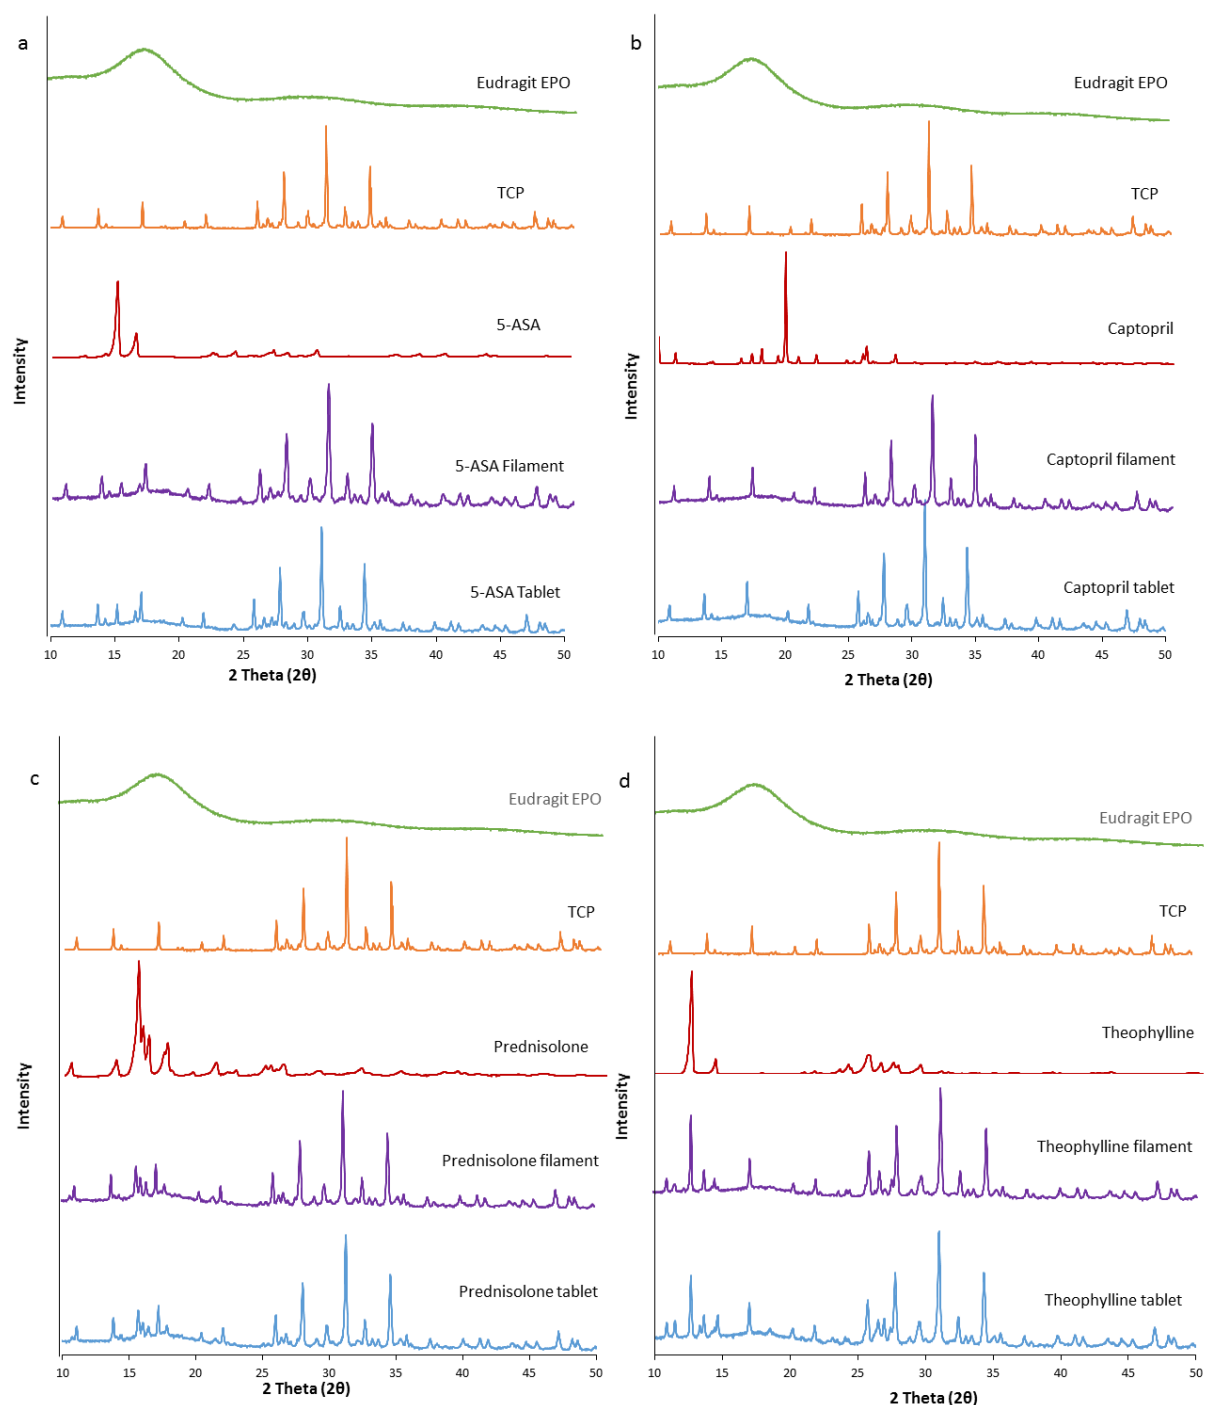 a
Eudragit EPO
TCP
5-ASA
5-ASA Filament
5-ASA Tablet
Intensity
10 15 20 25 30 35 40 45 50
2 Theta (2θ)
b
Eudragit EPO
TCP
Captopril
Captopril filament
Captopril tablet
Intensity
10 15 20 25 30 35 40 45 50
2 Theta (2θ)
c
Eudragit EPO
TCP
Prednisolone
Prednisolone filament
Prednisolone tablet
Intensity
10 15 20 25 30 35 40 45 50
2 Theta (2θ)
d
Eudragit EPO
TCP
Theophylline
Theophylline filament
Theophylline tablet
Intensity
10 15 20 25 30 35 40 45 50
2 Theta (2θ)